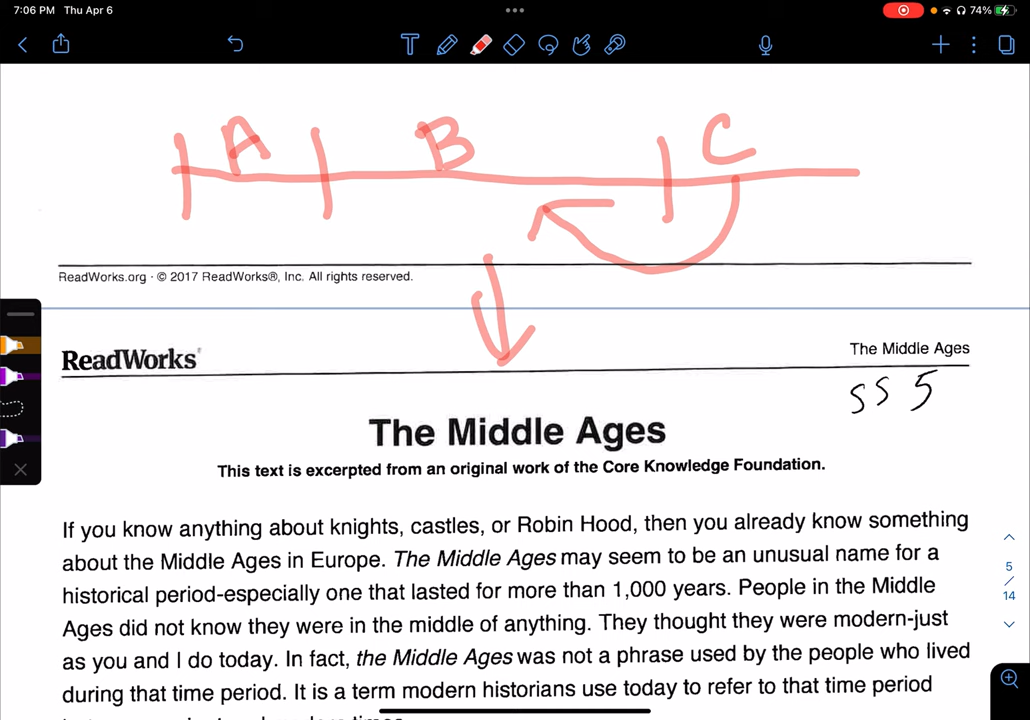 7:06 PM Thu Apr 6
74%
A B C
ReadWorks.org · © 2017 ReadWorks®, Inc. All rights reserved.
ReadWorks®
The Middle Ages
SS 5
The Middle Ages
This text is excerpted from an original work of the Core Knowledge Foundation.
If you know anything about knights, castles, or Robin Hood, then you already know something
about the Middle Ages in Europe. The Middle Ages may seem to be an unusual name for a
historical period-especially one that lasted for more than 1,000 years. People in the Middle
Ages did not know they were in the middle of anything. They thought they were modern-just
as you and I do today. In fact, the Middle Ages was not a phrase used by the people who lived
during that time period. It is a term modern historians use today to refer to that time period
5
/
14